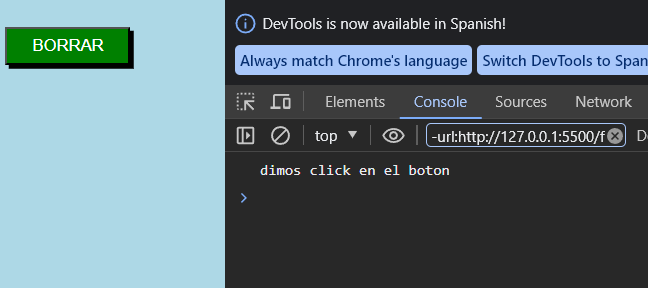 BORRAR
DevTools is now available in Spanish!
Always match Chrome's language
Switch DevTools to Span
Elements Console Sources Network
top -url:http://127.0.0.1:5500/f
dimos click en el boton